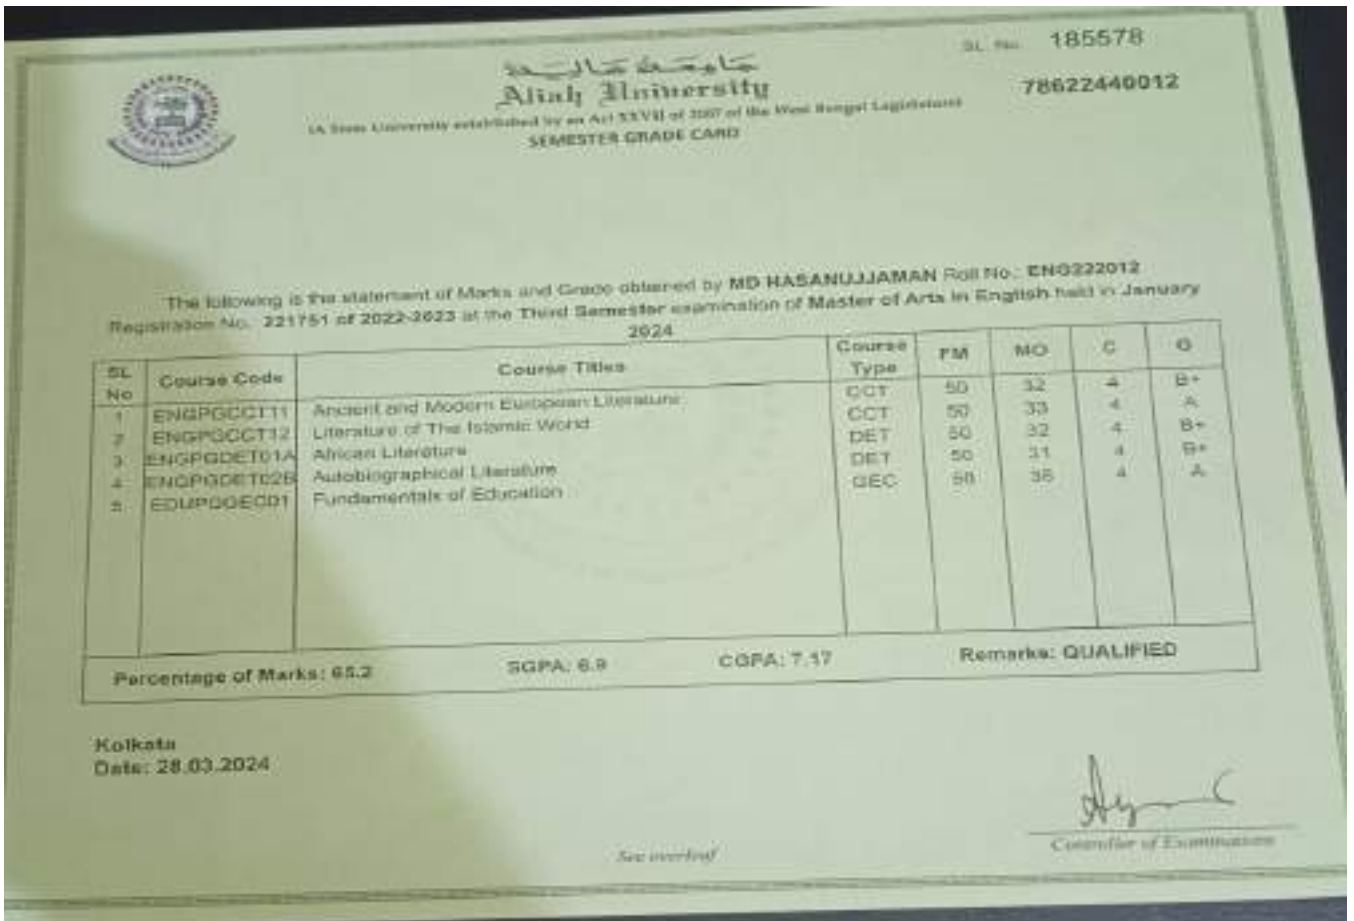 SL No. 185578
78622440012
جامعة عاليه
Aliah University
(A State University established by an Act XXVII of 2007 of the West Bengal Legislature)
SEMESTER GRADE CARD
The following is the statement of Marks and Grade obtained by MD HASANUJJAMAN Roll No.: ENG222012
Registration No. 221751 of 2022-2023 at the Third Semester examination of Master of Arts in English held in January
2024
SL No Course Code Course Titles Course Type FM MO C G
1 ENGPGCCT11 Ancient and Modern European Literature CCT 50 32 4 B+
2 ENGPGCCT12 Literature of The Islamic World CCT 50 33 4 A
3 ENGPGDET01A African Literature DET 50 32 4 B+
4 ENGPGDET02B Autobiographical Literature DET 50 31 4 B+
5 EDUPGGEC01 Fundamentals of Education GEC 50 4 A
Percentage of Marks: 65.2 SGPA: 6.9 CGPA: 7.17 Remarks: QUALIFIED
Kolkata
Date: 28.03.2024
Controller of Examinations
See overleaf